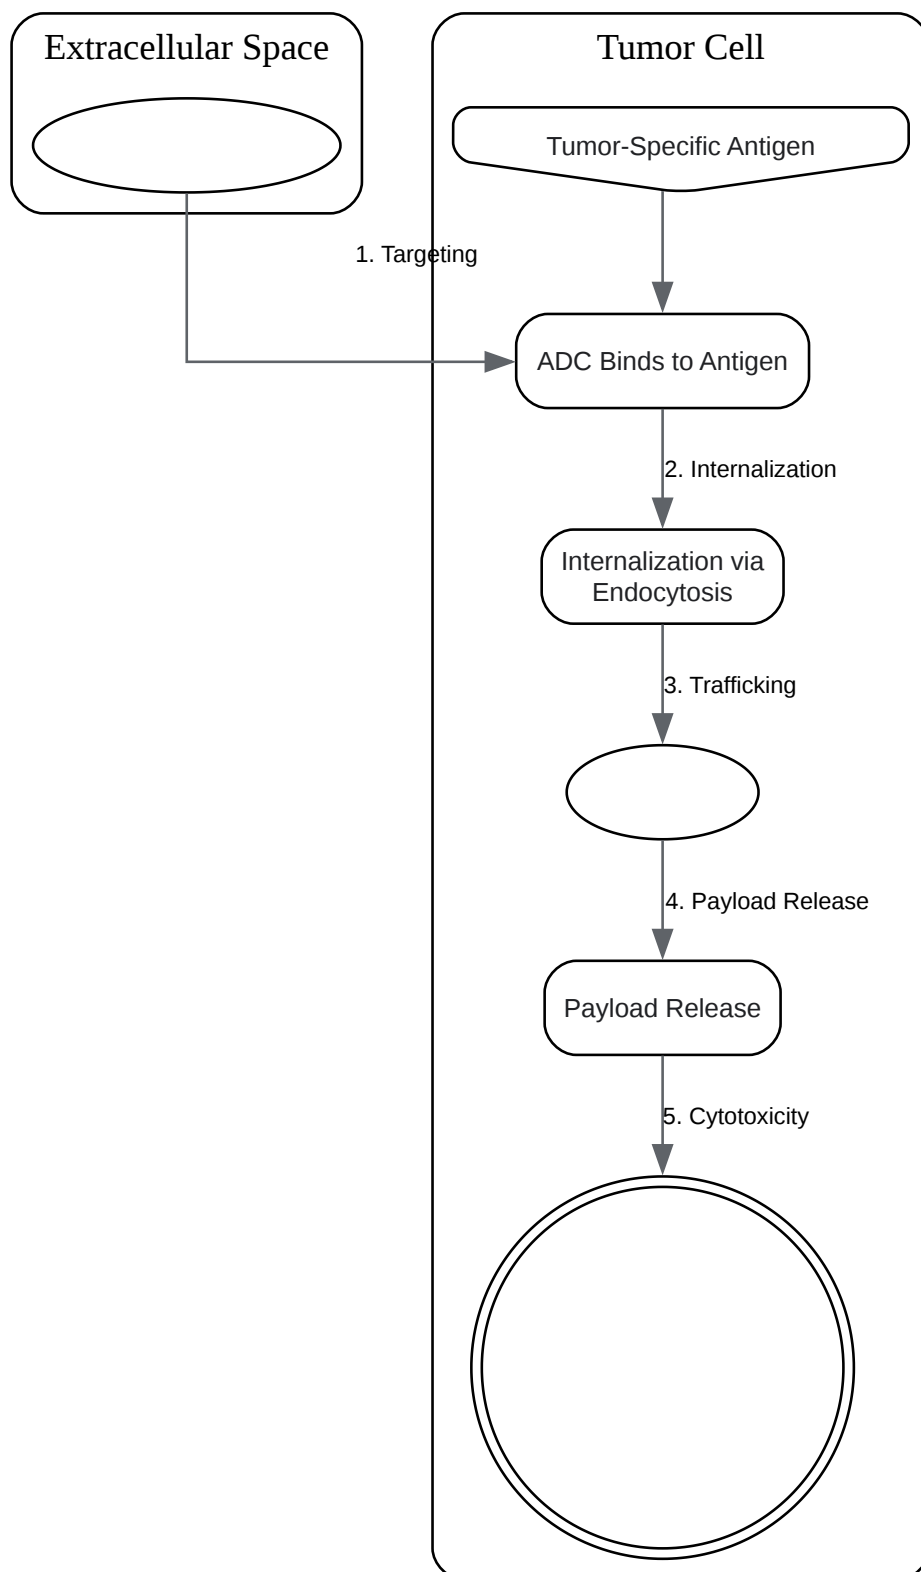 Extracellular Space
Tumor Cell
Tumor-Specific Antigen
1. Targeting
ADC Binds to Antigen
2. Internalization
Internalization via
Endocytosis
3. Trafficking
4. Payload Release
Payload Release
5. Cytotoxicity